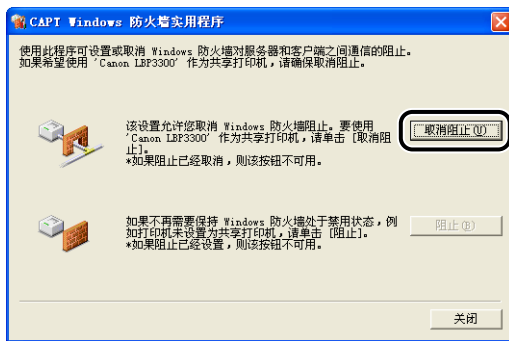 CAPT Windows 防火墙实用程序
使用此程序可设置或取消 Windows 防火墙对服务器和客户端之间通信的阻止。
如果希望使用 'Canon LBP3300' 作为共享打印机，请确保取消阻止。
该设置允许您取消 Windows 防火墙阻止。要使用
'Canon LBP3300' 作为共享打印机，请单击 [取消阻
止]。
*如果阻止已经取消，则该按钮不可用。
取消阻止(U)
如果不再需要保持 Windows 防火墙处于禁用状态，例
如打印机未设置为共享打印机，请单击 [阻止]。
*如果阻止已经设置，则该按钮不可用。
阻止(B)
关闭